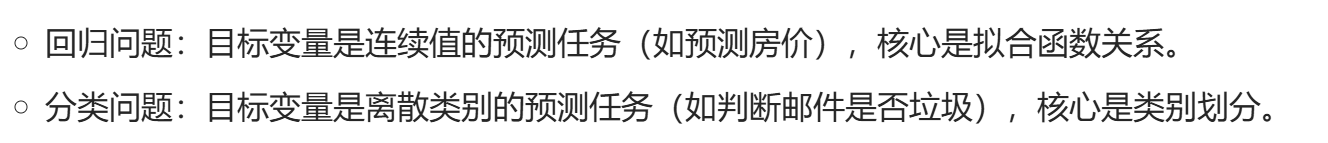 ○ 回归问题：目标变量是连续值的预测任务（如预测房价），核心是拟合函数关系。
○ 分类问题：目标变量是离散类别的预测任务（如判断邮件是否垃圾），核心是类别划分。